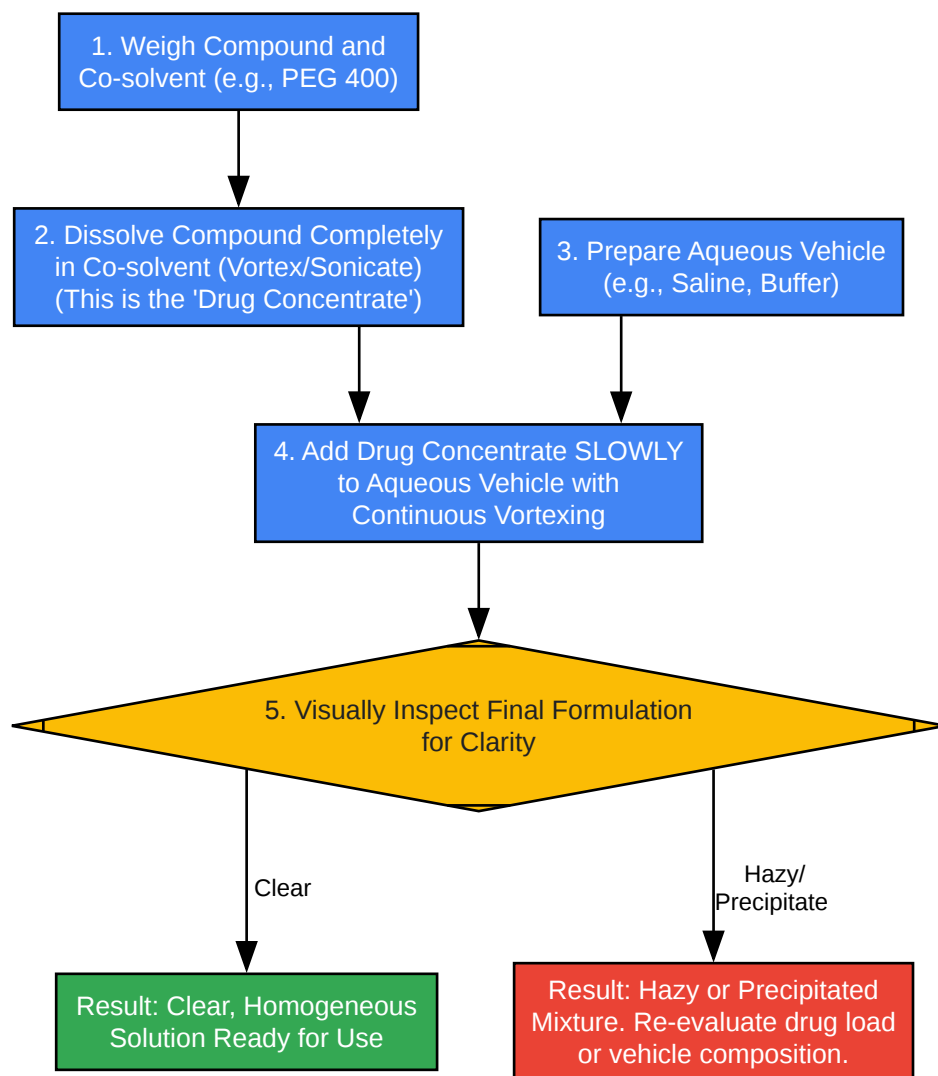 1. Weigh Compound and
Co-solvent (e.g., PEG 400)
2. Dissolve Compound Completely
in Co-solvent (Vortex/Sonicate)
(This is the 'Drug Concentrate')
3. Prepare Aqueous Vehicle
(e.g., Saline, Buffer)
4. Add Drug Concentrate SLOWLY
to Aqueous Vehicle with
Continuous Vortexing
5. Visually Inspect Final Formulation
for Clarity
Clear
Hazy/
Precipitate
Result: Clear, Homogeneous
Solution Ready for Use
Result: Hazy or Precipitated
Mixture. Re-evaluate drug load
or vehicle composition.